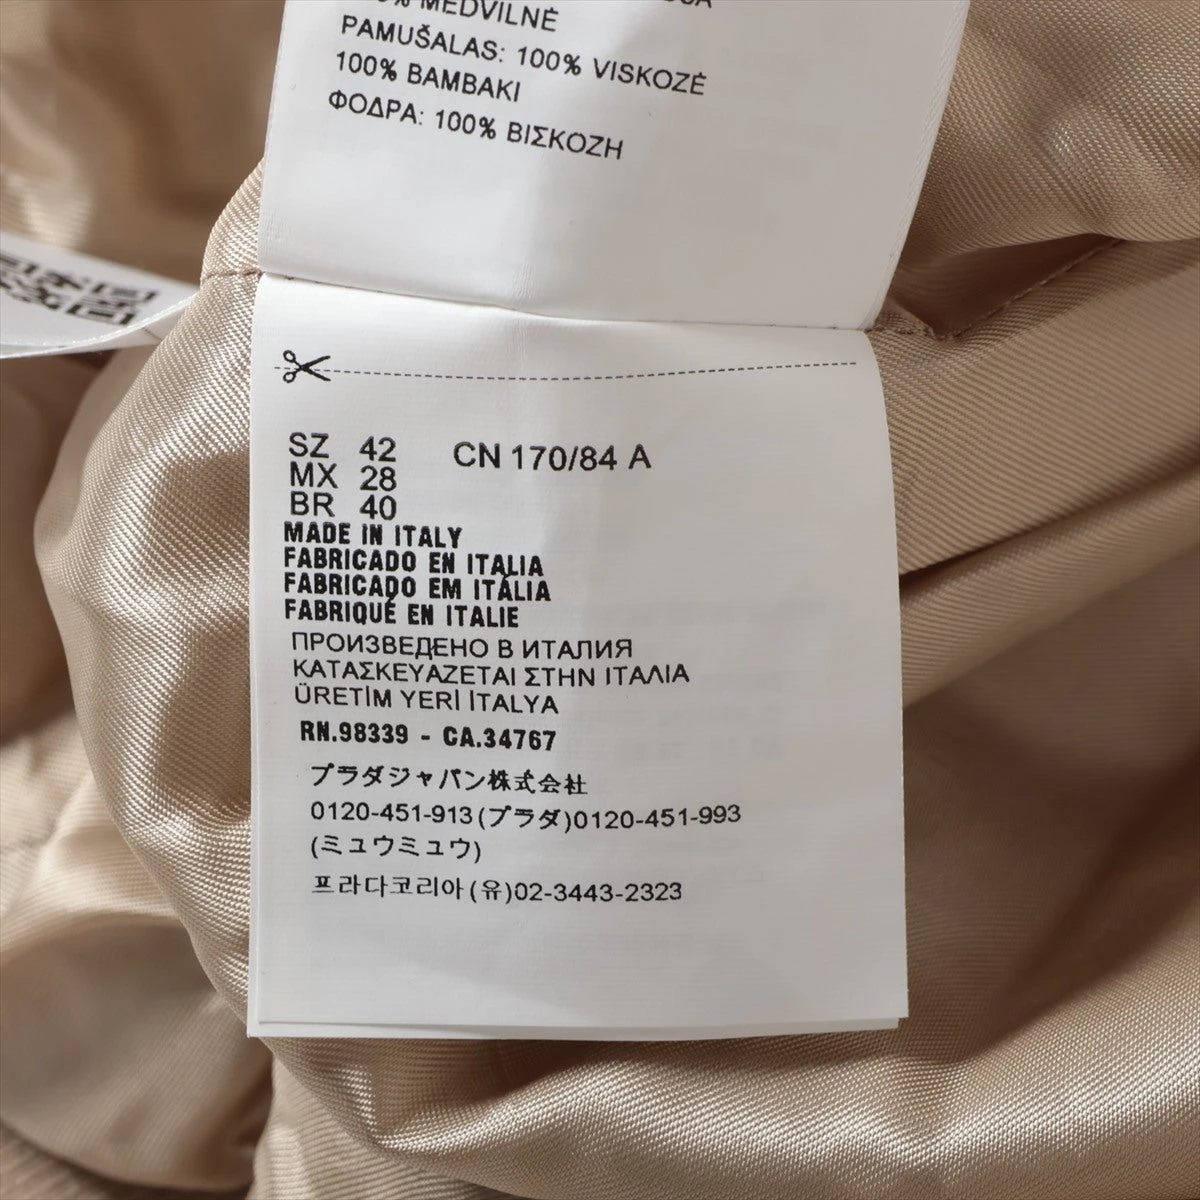 MEDVILNĖ
PAMUŠALAS: 100% VISKOZĖ
100% BAMBAKI
ΦΟΔΡΑ: 100% ΒΙΣΚΟΖΗ
SZ 42 CN 170/84 A
MX 28
BR 40
MADE IN ITALY
FABRICADO EN ITALIA
FABRICADO EM ITÁLIA
FABRIQUÉ EN ITALIE
ПРОИЗВЕДЕНО В ИТАЛИЯ
ΚΑΤΑΣΚΕΥΑΖΕΤΑΙ ΣΤΗΝ ΙΤΑΛΙΑ
ÜRETİM YERİ İTALYA
RN.98339 - CA.34767
プラダジャパン株式会社
0120-451-913(プラダ)0120-451-993
(ミュウミュウ)
프라다코리아(유)02-3443-2323